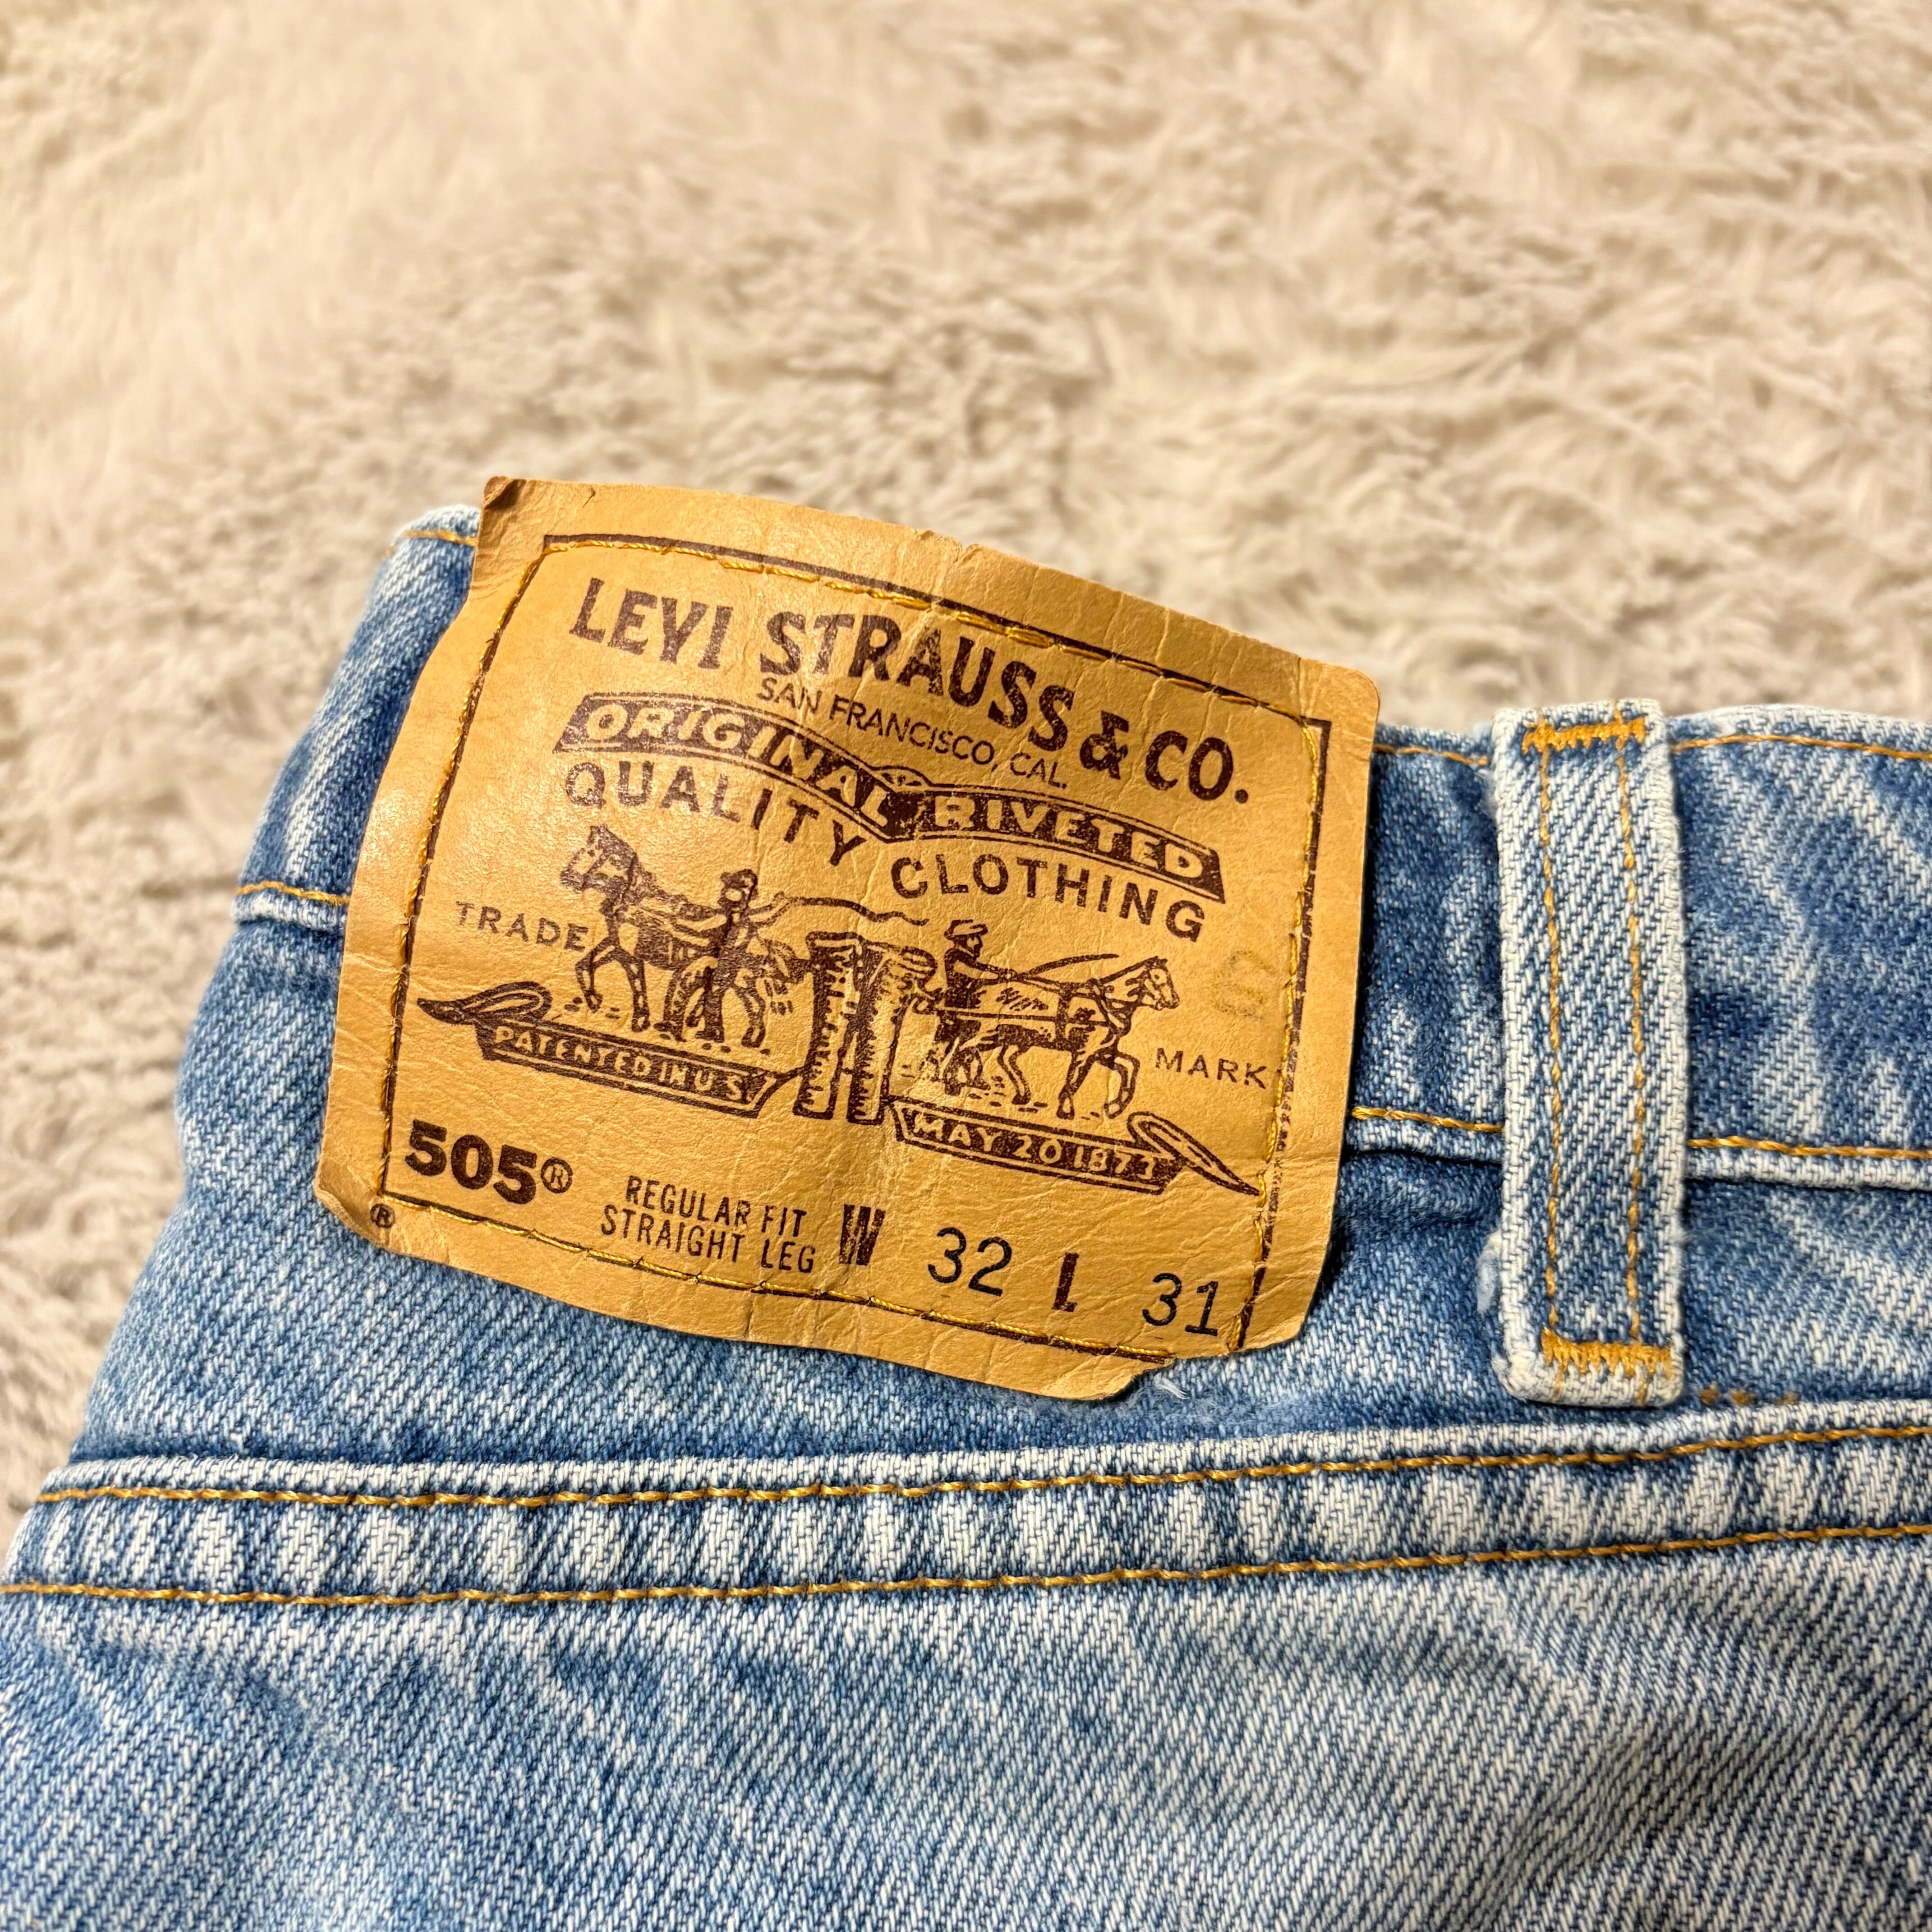 LEVI STRAUSS & CO.
SAN FRANCISCO, CAL.
ORIGINAL RIVETED
QUALITY CLOTHING
TRADE MARK
PATENTED IN U S
MAY 20 1873
505®
REGULAR FIT
STRAIGHT LEG
W 32 L 31
®